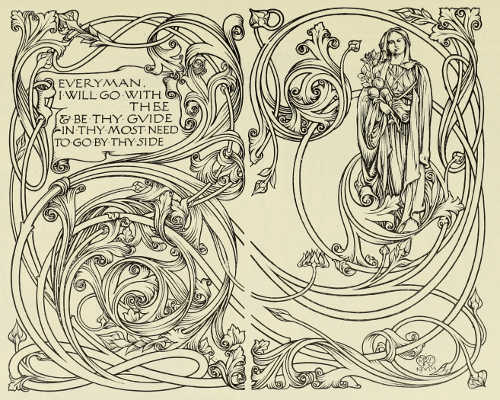 EVERYMAN,
I WILL GO WITH
THEE
& BE THY GVIDE
IN THY MOST NEED
TO GO BY THY SIDE